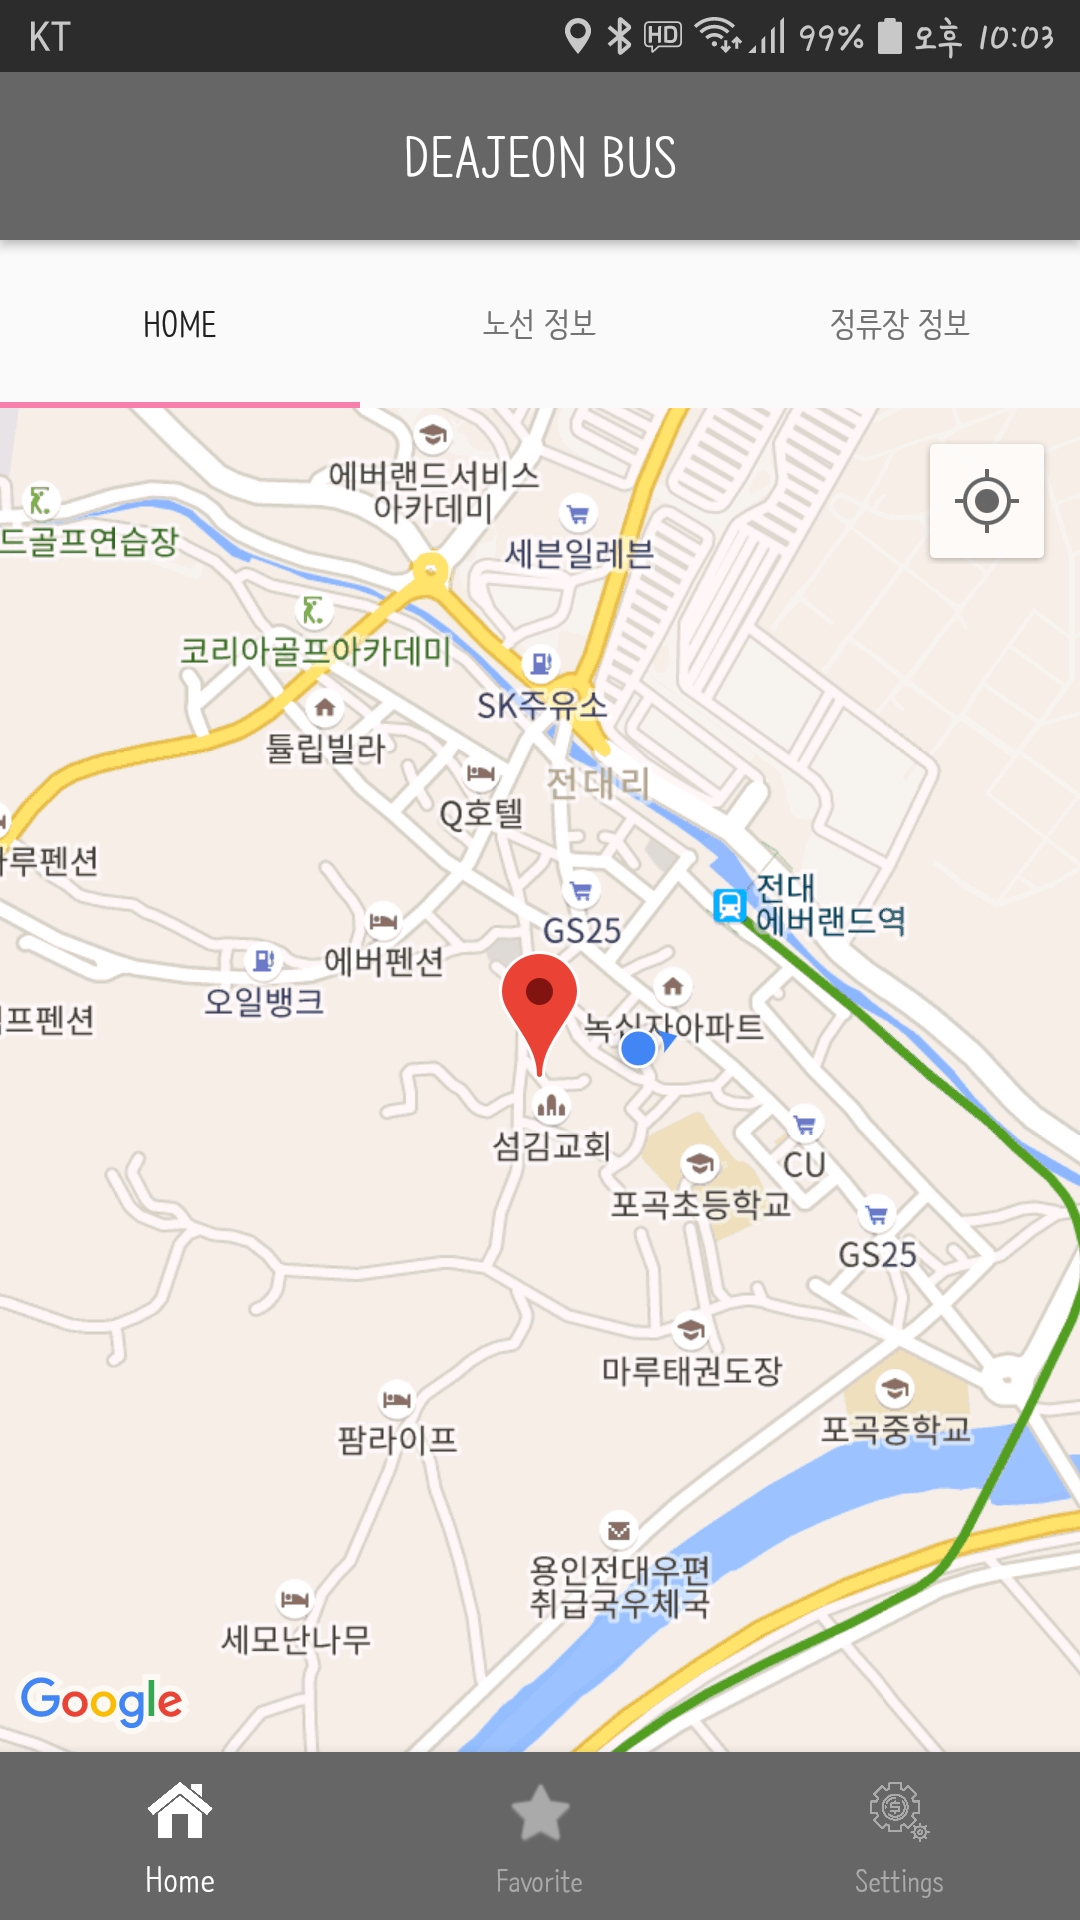 KT
HD
99%
오후 10:03
DEAJEON BUS
HOME
노선 정보
정류장 정보
에버랜드서비스
아카데미
드골프연습장
세븐일레븐
코리아골프아카데미
SK주유소
튤립빌라
전대리
Q호텔
루펜션
전대
에버랜드역
GS25
에버펜션
오일뱅크
프펜션
녹십자아파트
섬김교회
CU
포곡초등학교
GS25
마루태권도장
포곡중학교
팜라이프
용인전대우편
취급국우체국
세모난나무
Google
Home
Favorite
Settings